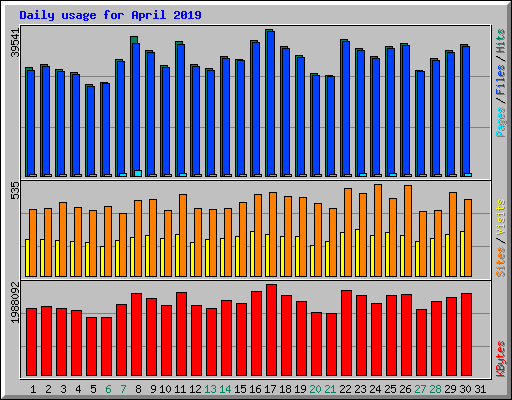 Daily usage for April 2019
39541
Pages / Files / Hits
535
Sites / Visits
1988092
KBytes
1 2 3 4 5 6 7 8 9 10 11 12 13 14 15 16 17 18 19 20 21 22 23 24 25 26 27 28 29 30 31